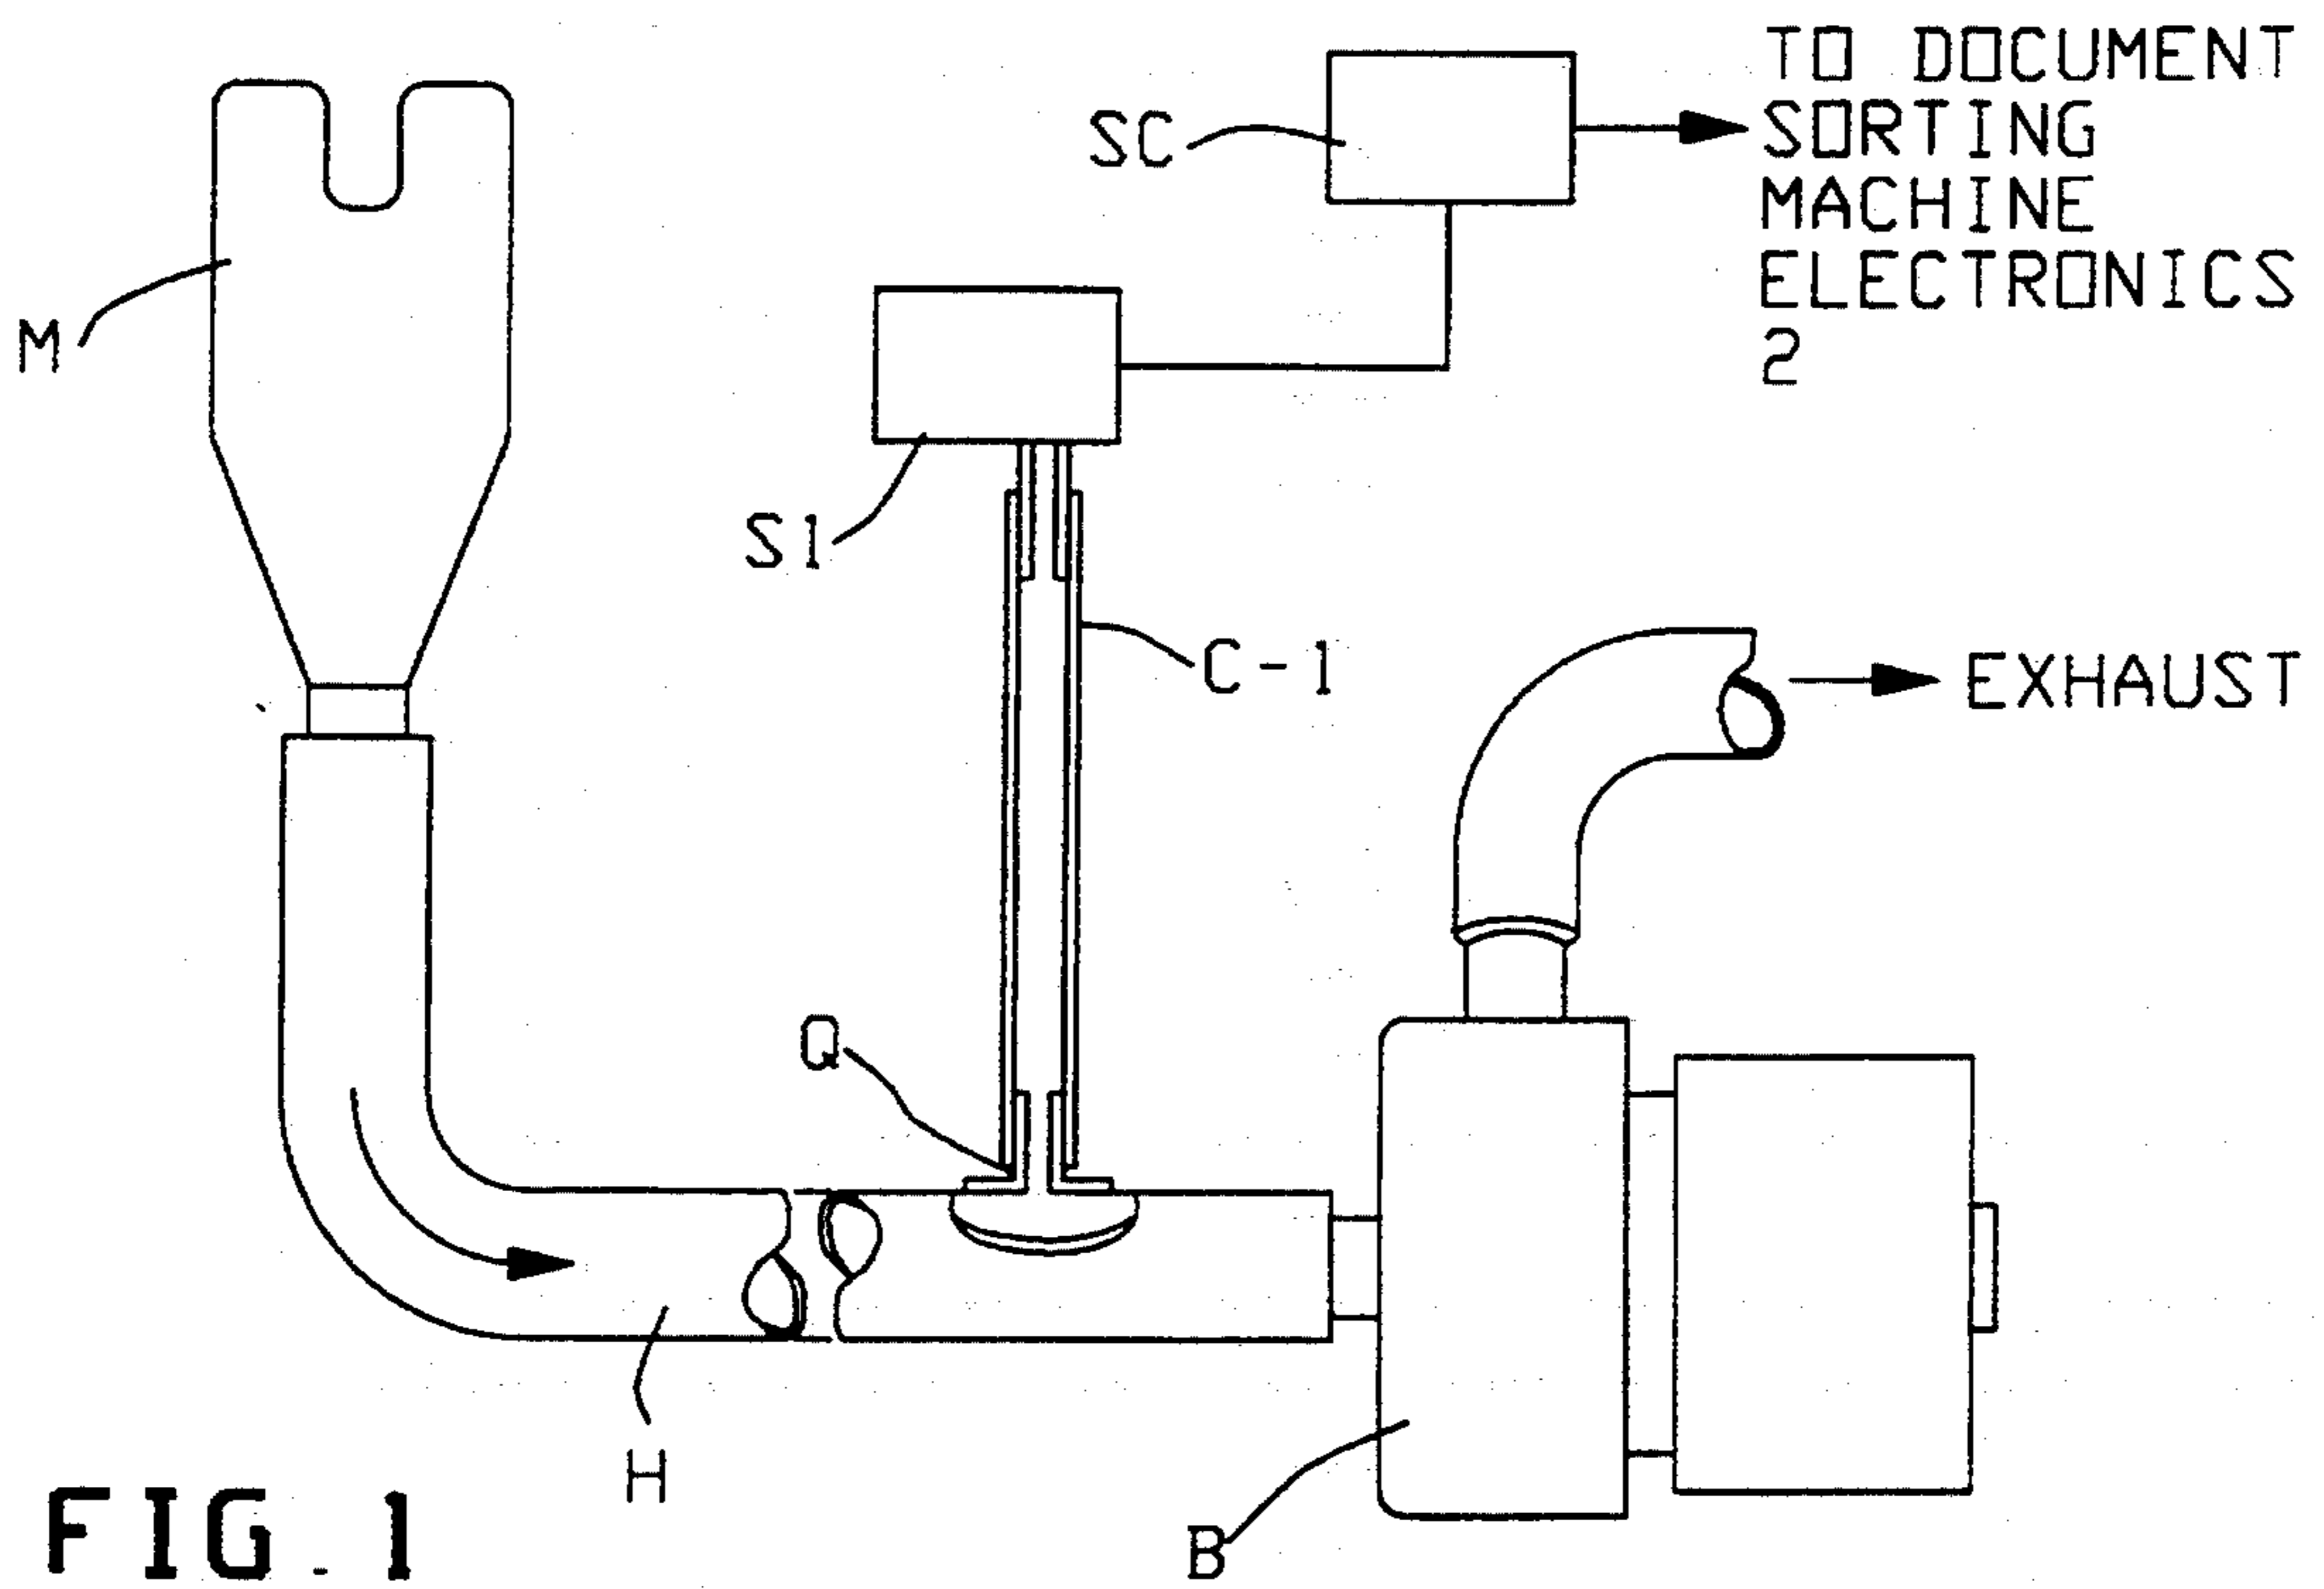 TO DOCUMENT
SORTING
MACHINE
ELECTRONICS
2
SC
M
S1
C-1
EXHAUST
Q
H
B
FIG. 1